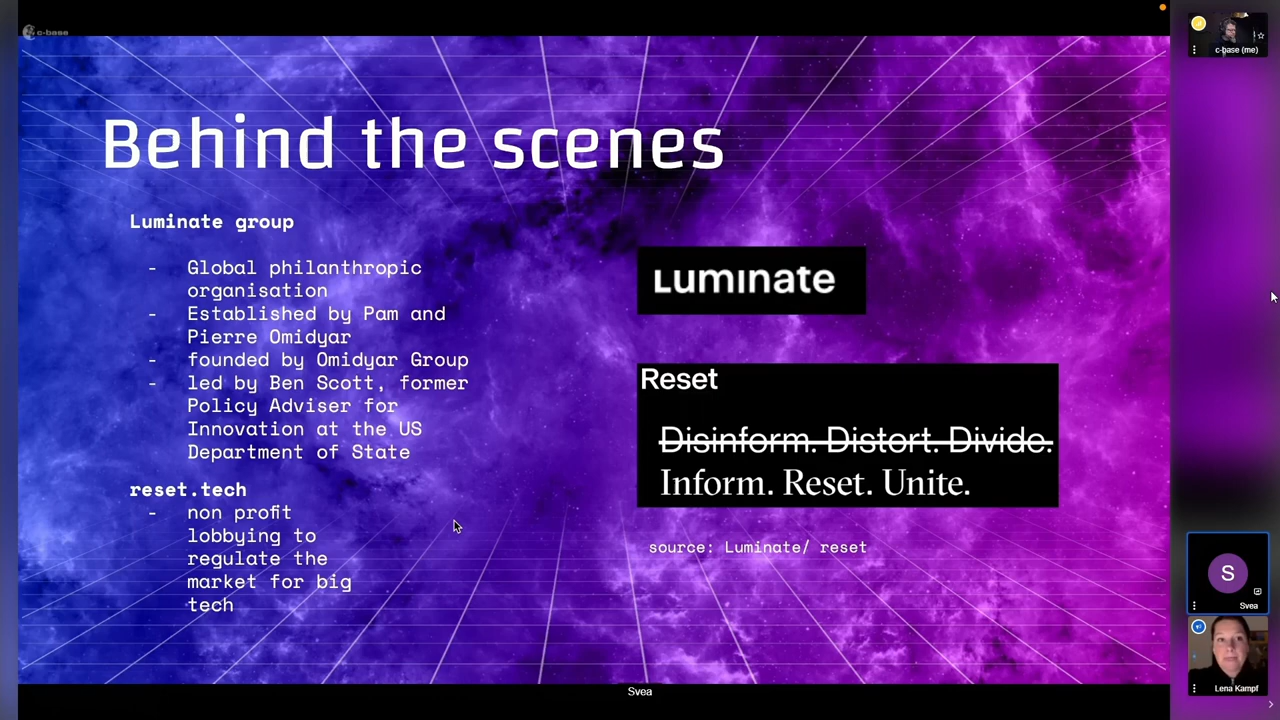 c-base
Behind the scenes
Luminate group
- Global philanthropic
organisation
- Established by Pam and
Pierre Omidyar
- founded by Omidyar Group
- led by Ben Scott, former
Policy Adviser for
Innovation at the US
Department of State
reset.tech
- non profit
lobbying to
regulate the
market for big
tech
Luminate
Reset
Disinform. Distort. Divide.
Inform. Reset. Unite.
source: Luminate/ reset
Svea
c-base (me)
S
Svea
Lena Kampf